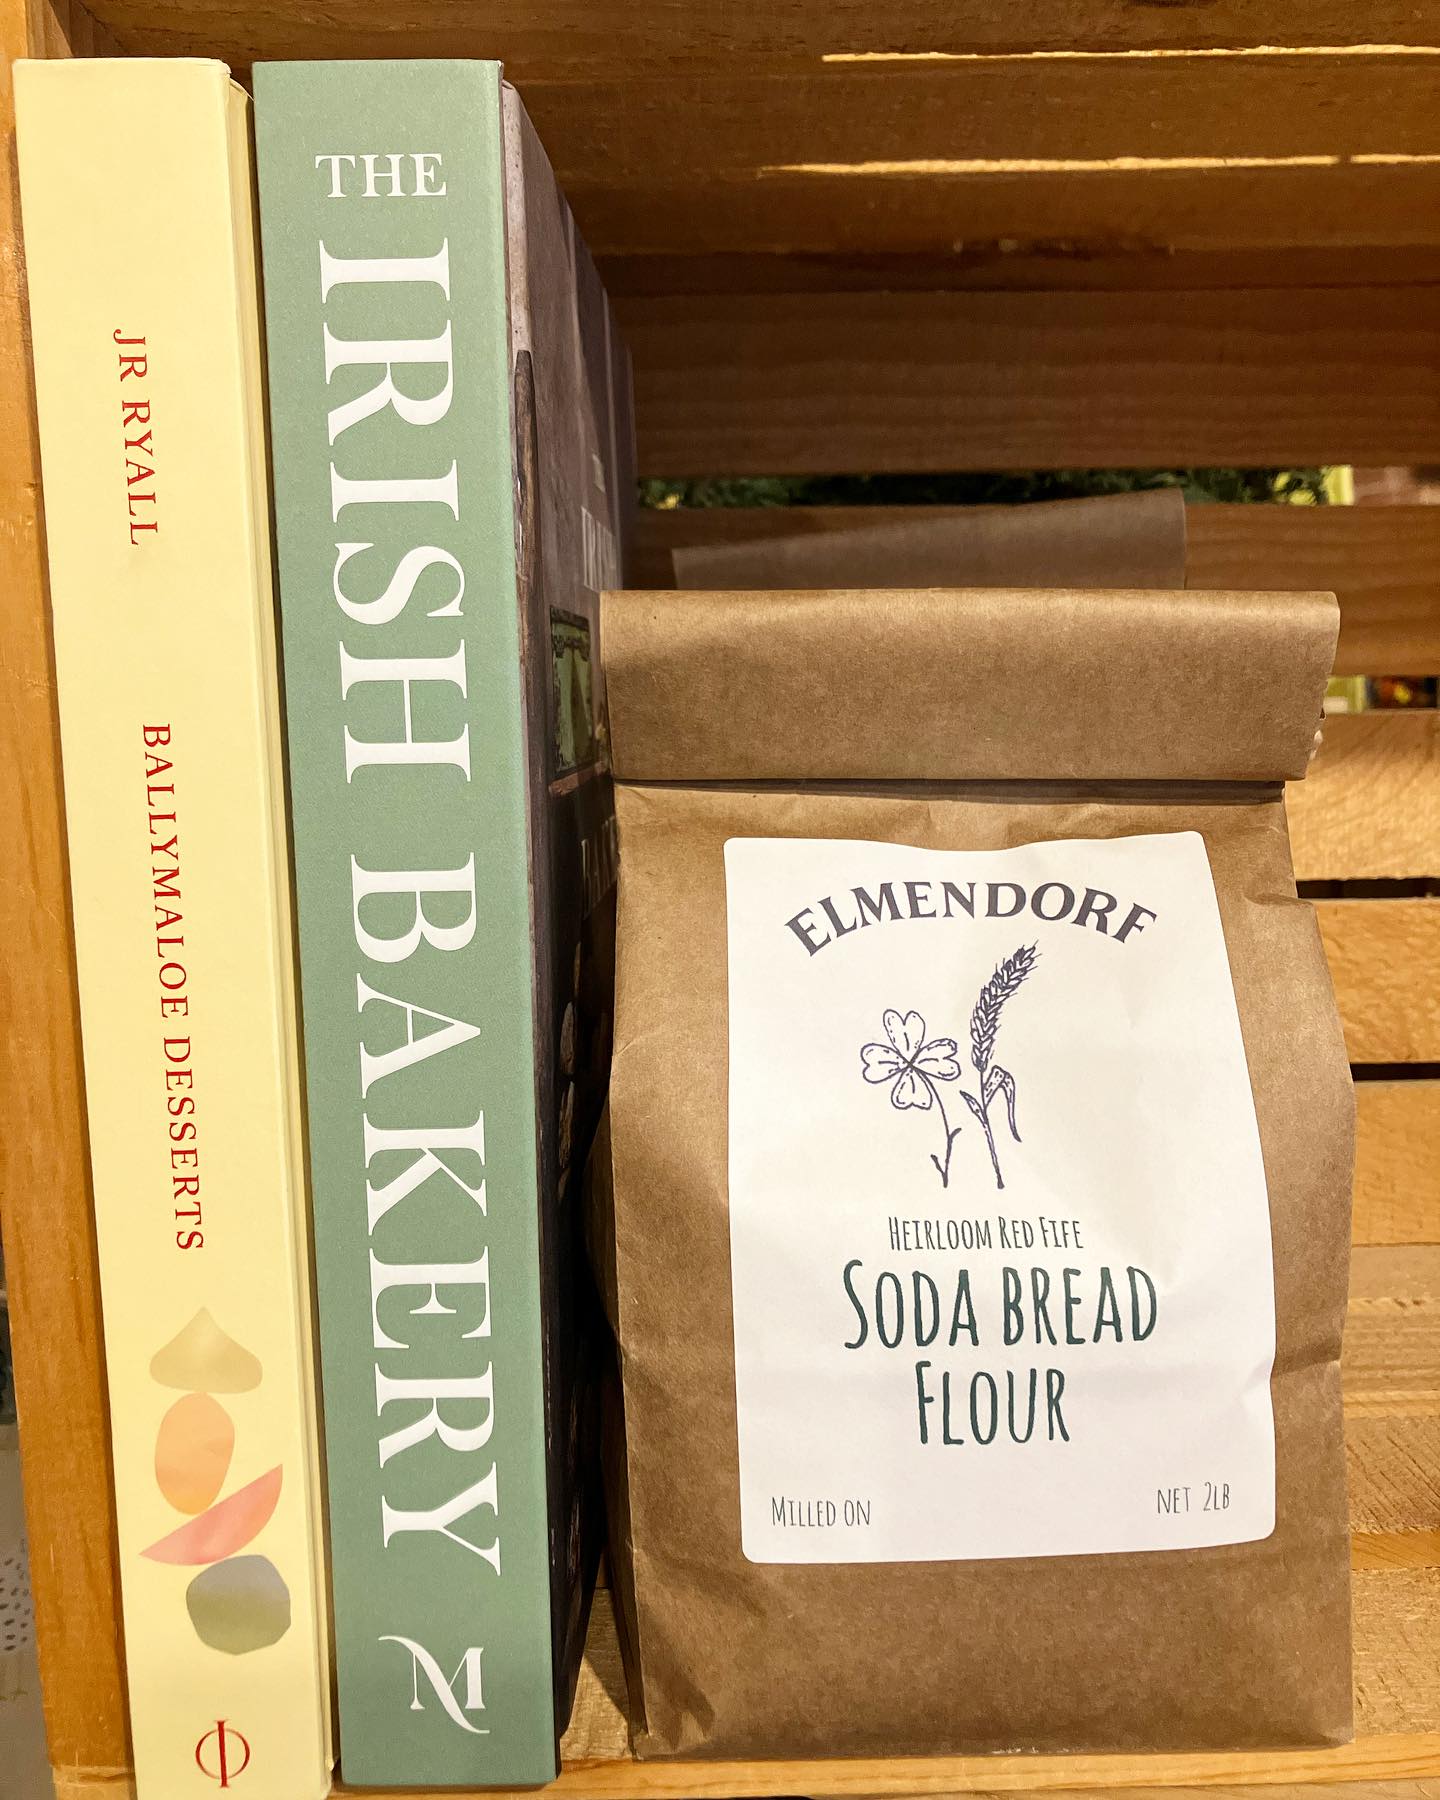 JR RYALL
BALLYMALOE DESSERTS
THE
IRISH BAKERY
M
ELMENDORF
HEIRLOOM RED FIFE
SODA BREAD
FLOUR
MILLED ON
NET 2LB